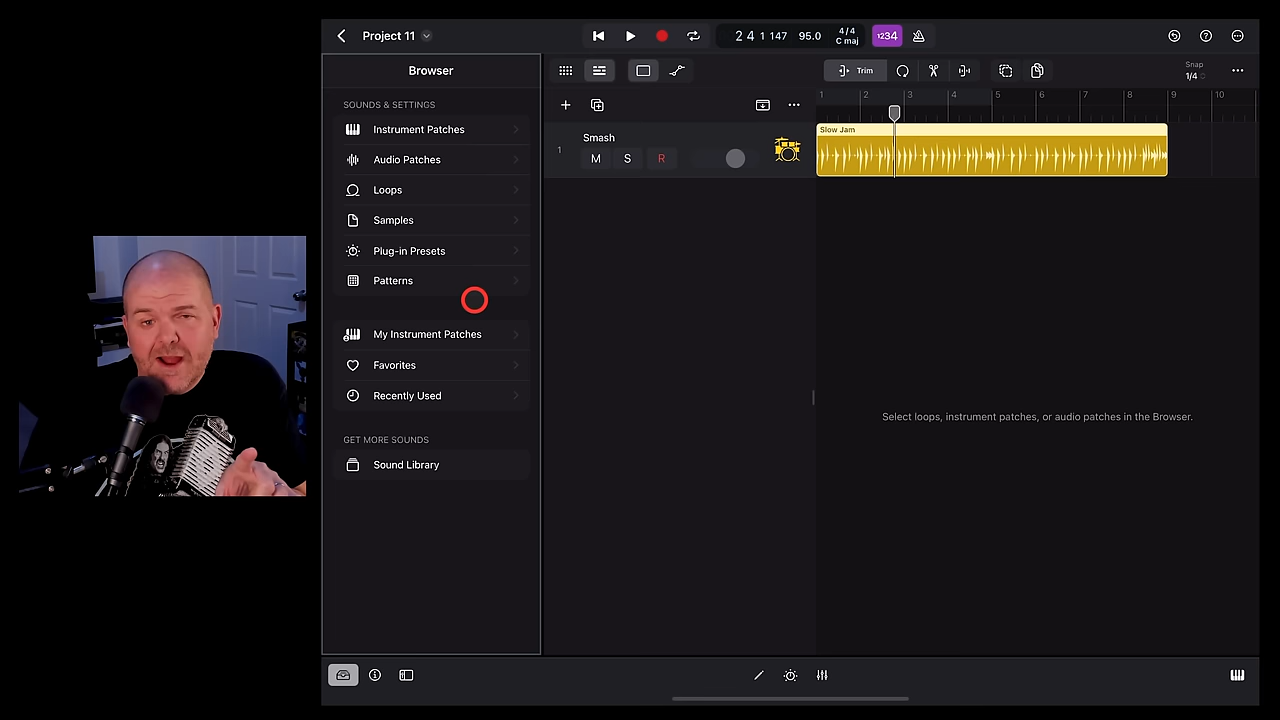 Project 11
2 4 1 147
95.0
4/4
C maj
1234
Browser
Trim
Snap
1/4
SOUNDS & SETTINGS
Instrument Patches
Audio Patches
Loops
Samples
Plug-in Presets
Patterns
My Instrument Patches
Favorites
Recently Used
GET MORE SOUNDS
Sound Library
1 2 3 4 5 6 7 8 9 10
1
Smash
M S R
Slow Jam
Select loops, instrument patches, or audio patches in the Browser.